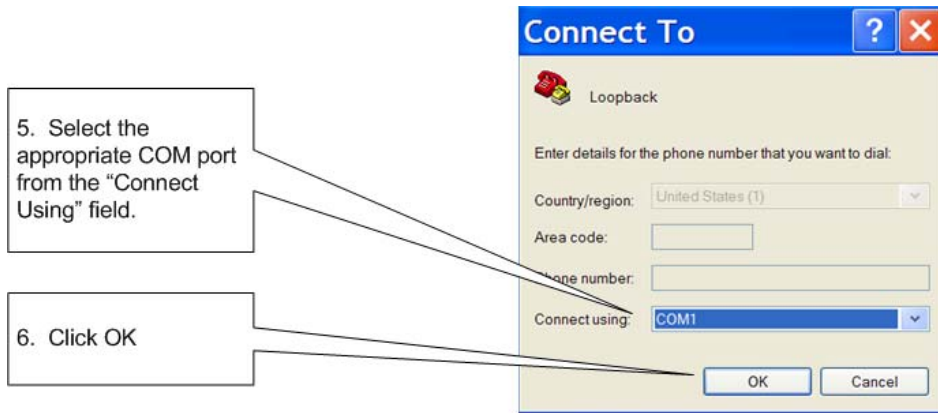 Connect To
?
Loopback
5. Select the
appropriate COM port
from the “Connect
Using” field.
Enter details for the phone number that you want to dial:
Country/region: United States (1)
Area code:
Phone number:
Connect using: COM1
6. Click OK
OK Cancel